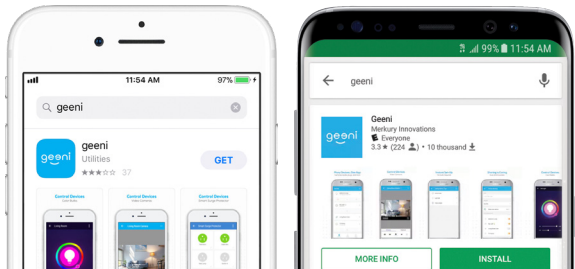 11:54 AM
97%
geeni
geeni
geeni
Utilities
37
GET
Control Devices
Control Devices
Control Devices
99% 11:54 AM
geeni
geeni
Geeni
Merkury Innovations
Everyone
3.3 ★ (224 ) • 10 thousand
MORE INFO
INSTALL